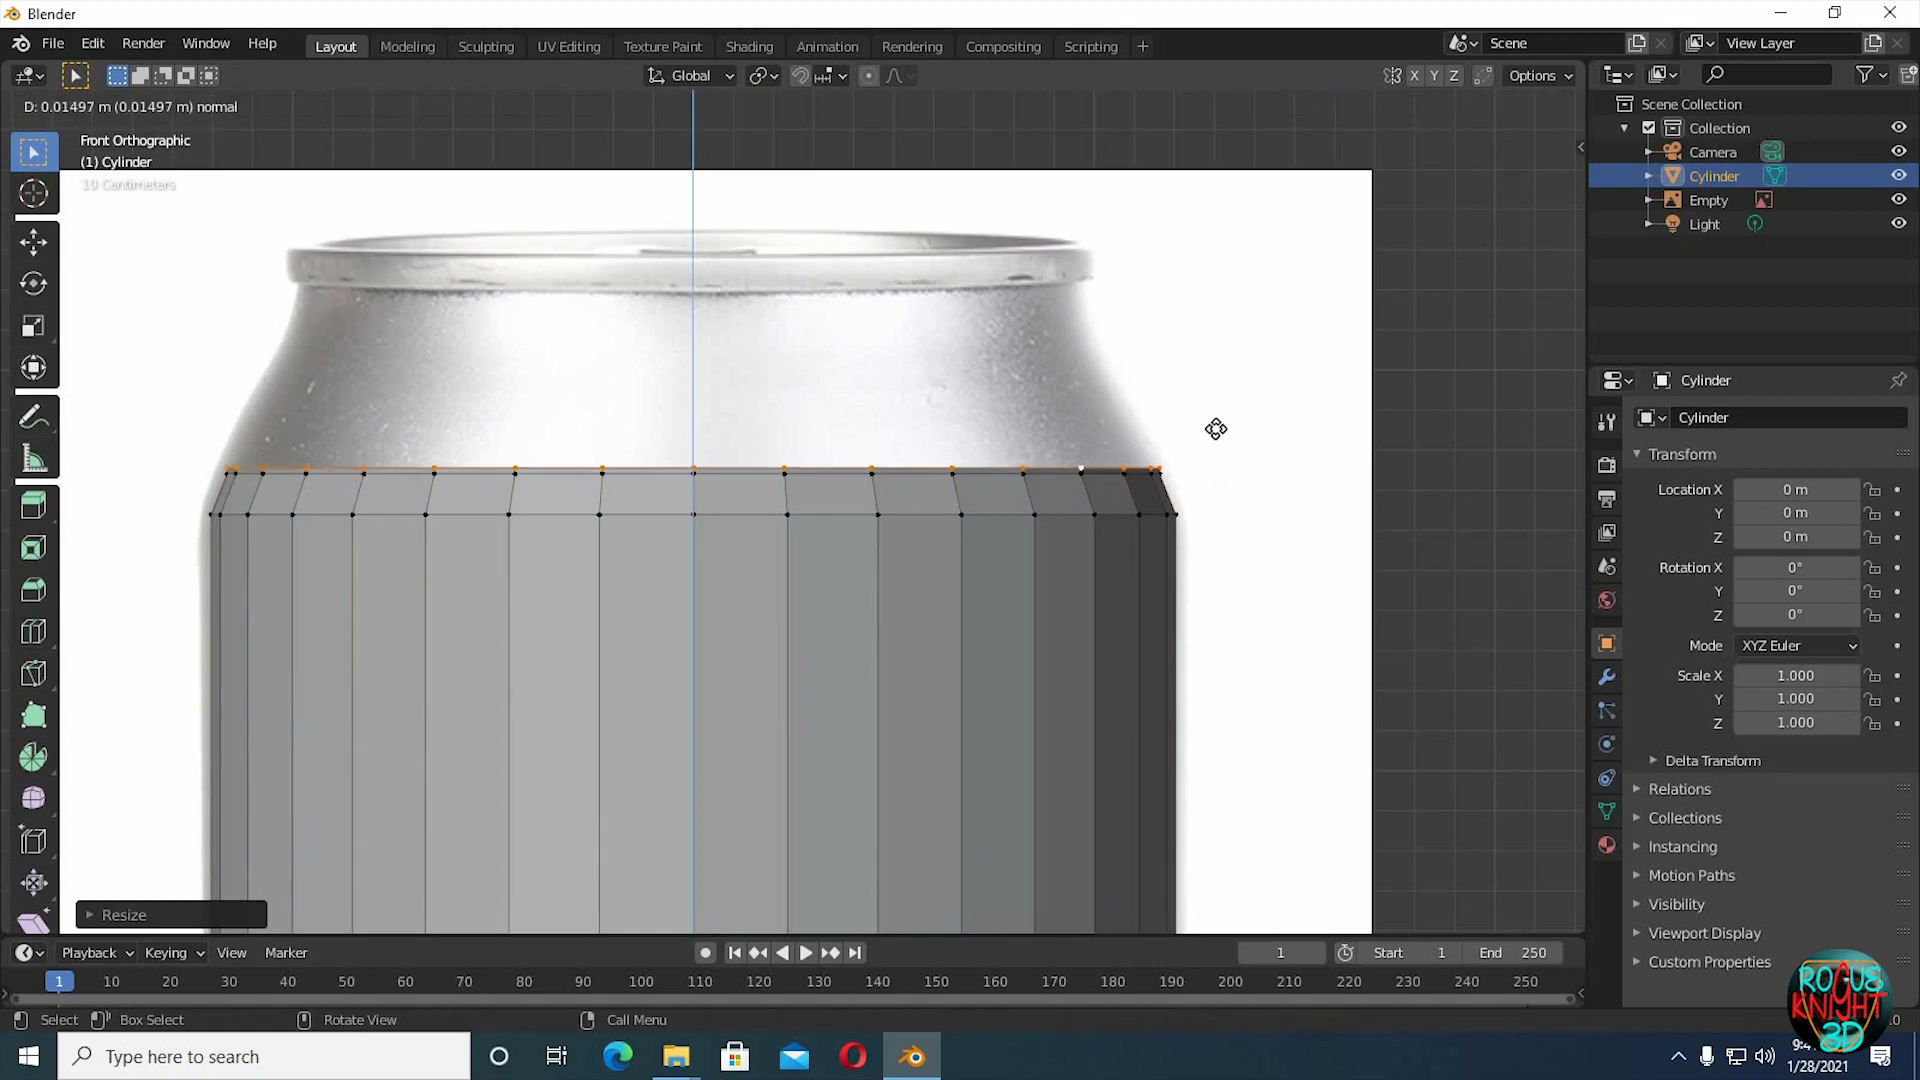 Blender
File Edit Render Window Help Layout Modeling Sculpting UV Editing Texture Paint Shading Animation Rendering Compositing Scripting + Scene View Layer
Global X Y Z Options
D: 0.01497 m (0.01497 m) normal
Front Orthographic
(1) Cylinder
10 Centimeters
Scene Collection
Collection
Camera
Cylinder
Empty
Light
Cylinder
Cylinder
Transform
Location X 0 m
Y 0 m
Z 0 m
Rotation X 0°
Y 0°
Z 0°
Mode XYZ Euler
Scale X 1.000
Y 1.000
Z 1.000
Delta Transform
Relations
Collections
Instancing
Motion Paths
Visibility
Viewport Display
Custom Properties
Resize
Playback Keying View Marker 1 Start 1 End 250
1 10 20 30 40 50 60 70 80 90 100 110 120 130 140 150 160 170 180 190 200 210 220 230 240 250
Select Box Select Rotate View Call Menu
ROGUE
KNIGHT
3D
Type here to search
1/28/2021